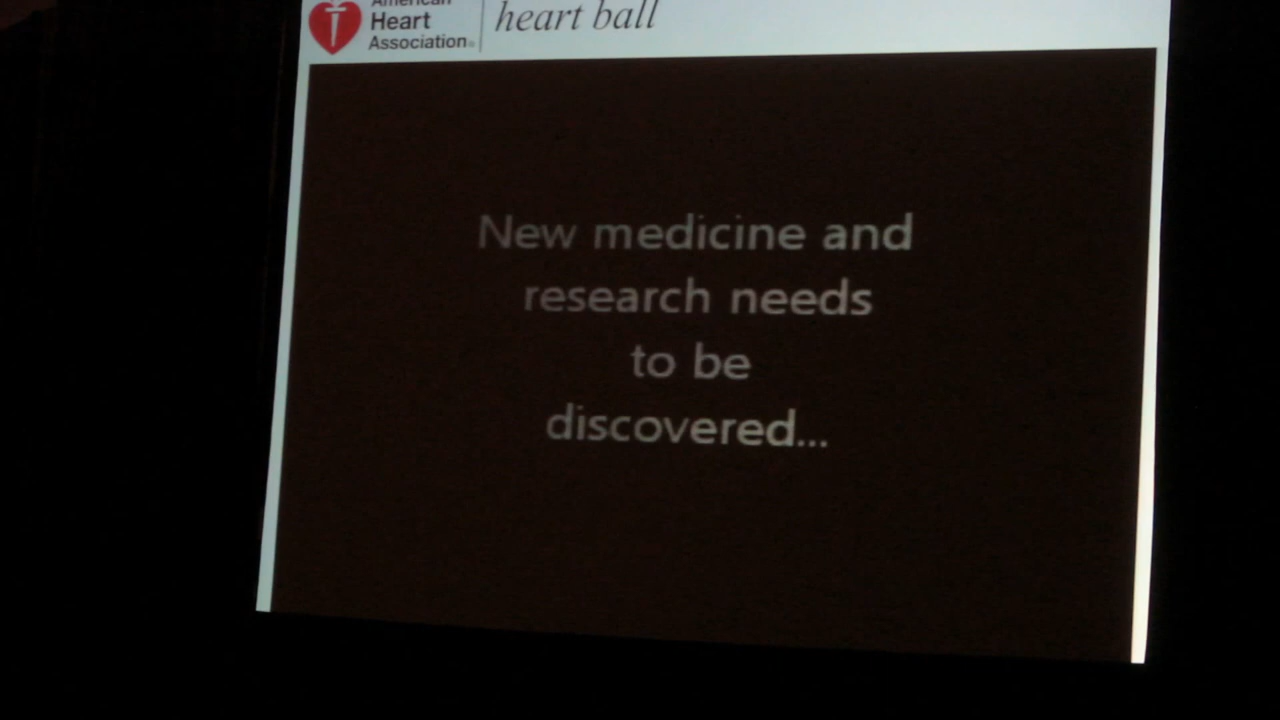 American
Heart
Association®
heart ball
New medicine and
research needs
to be
discovered...